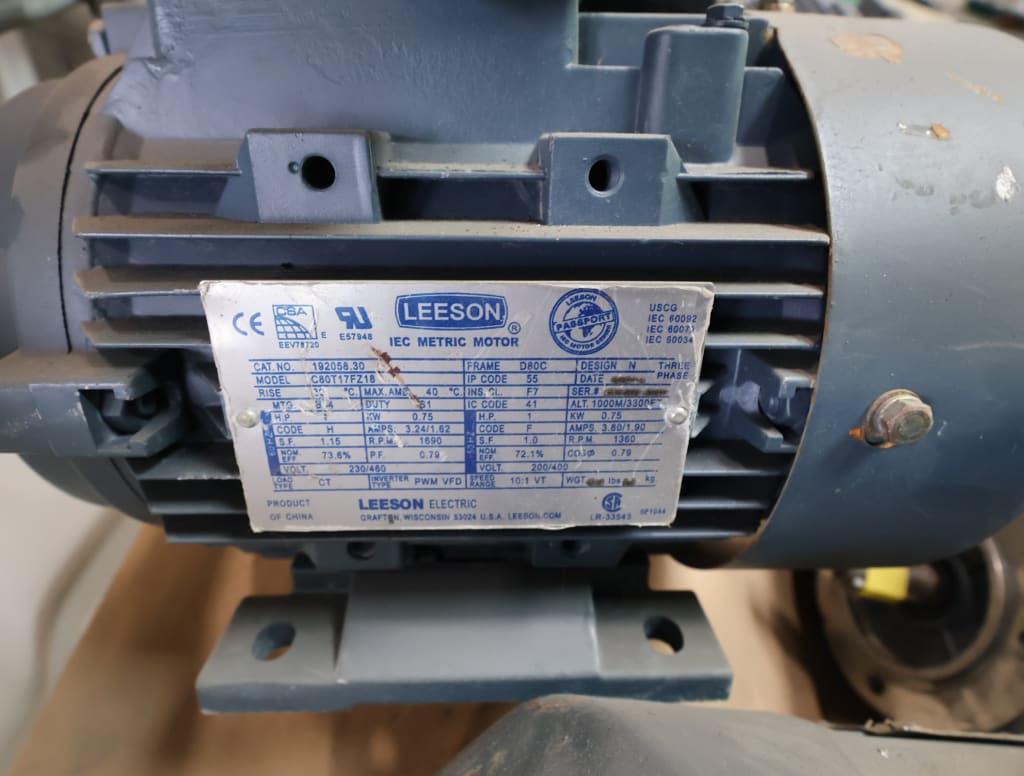 CE CSA E
EEV78720
UR
E57948
LEESON ®
IEC METRIC MOTOR
LEESON PASSPORT IEC MOTOR
USCG
IEC 60092
IEC 60034
CAT. NO. 192058.30 FRAME D80C DESIGN N THREE PHASE
MODEL C80T17FZ18 IP CODE 55 DATE
RISE °C. MAX. AMB. 40 °C. INS. CL. F7 SER.#
MTG. DUTY S1 IC CODE 41 ALT. 1000M/3300FT
H.P. 1 KW 0.75 H.P. 1 KW 0.75
CODE H AMPS. 3.24/1.62 CODE F AMPS. 3.80/1.90
S.F. 1.15 R.P.M. 1690 S.F. 1.0 R.P.M. 1360
NOM. EFF 73.6% P.F. 0.79 NOM EFF 72.1% COSØ 0.79
VOLT. 230/460 VOLT. 200/400
LOAD TYPE CT INVERTER TYPE PWM VFD SPEED RANGE 10:1 VT WGT. lbs kg.
PRODUCT OF CHINA
LEESON ELECTRIC
GRAFTON, WISCONSIN 53024 U.S.A. LEESON.COM
LR-33543